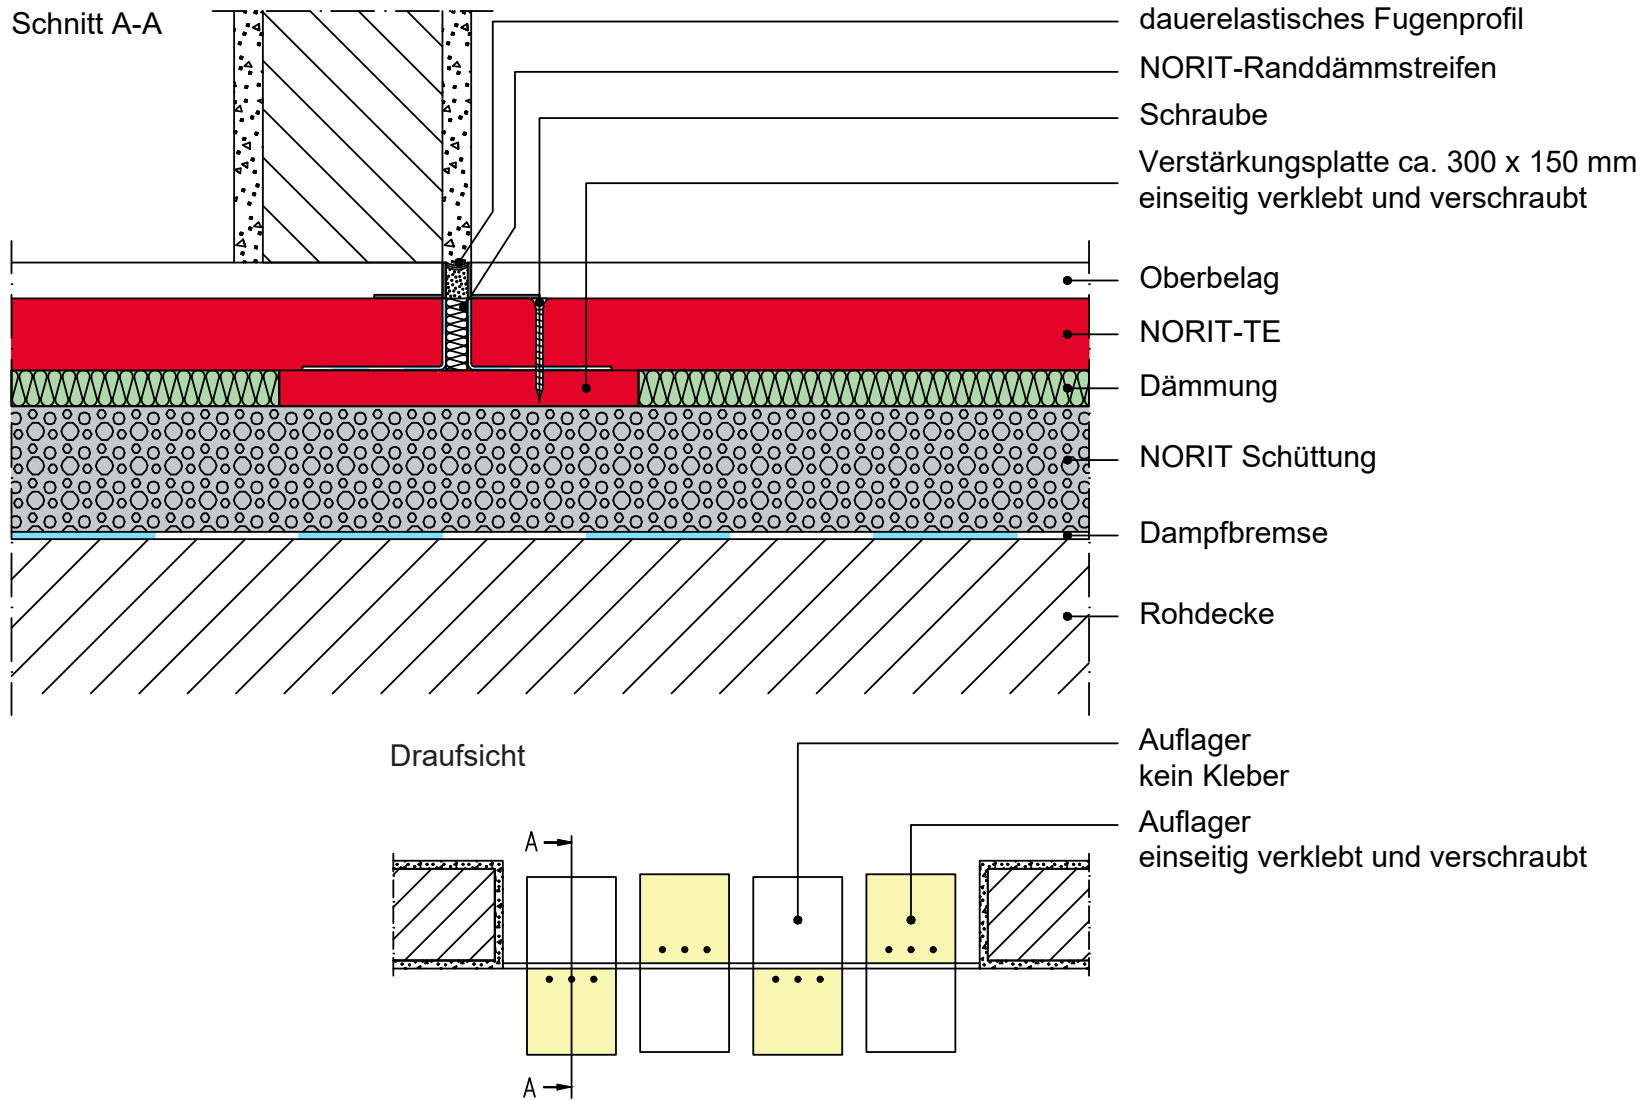 Schnitt A-A
dauerelastisches Fugenprofil
NORIT-Randdämmstreifen
Schraube
Verstärkungsplatte ca. 300 x 150 mm
einseitig verklebt und verschraubt
Oberbelag
NORIT-TE
Dämmung
NORIT Schüttung
Dampfbremse
Rohdecke
Draufsicht
Auflager
kein Kleber
Auflager
einseitig verklebt und verschraubt
A
A